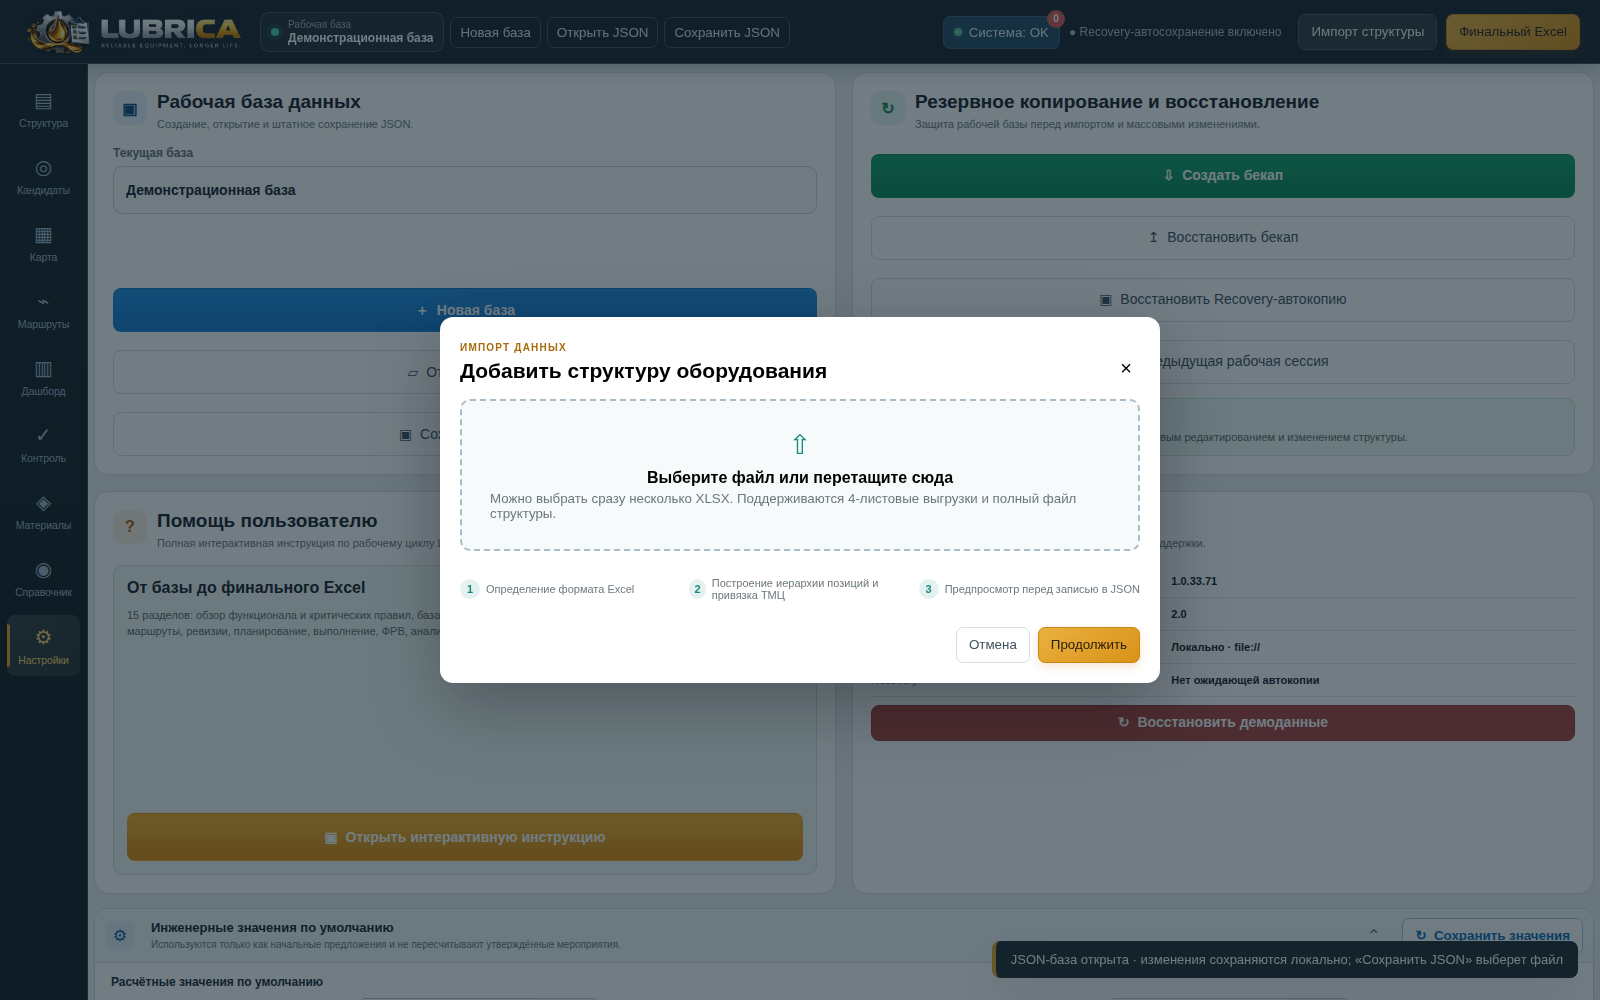 LUBRICA
RELIABLE EQUIPMENT. LONGER LIFE.
Рабочая база
Демонстрационная база
Новая база
Открыть JSON
Сохранить JSON
Система: OK
0
Recovery-автосохранение включено
Импорт структуры
Финальный Excel
Структура
Кандидаты
Карта
Маршруты
Дашборд
Контроль
Материалы
Справочник
Настройки
Рабочая база данных
Создание, открытие и штатное сохранение JSON.
Текущая база
Демонстрационная база
+ Новая база
Резервное копирование и восстановление
Защита рабочей базы перед импортом и массовыми изменениями.
Создать бекап
Восстановить бекап
Восстановить Recovery-автокопию
рабочая сессия
редактированием и изменением структуры.
ИМПОРТ ДАННЫХ
Добавить структуру оборудования
×
Выберите файл или перетащите сюда
Можно выбрать сразу несколько XLSX. Поддерживаются 4-листовые выгрузки и полный файл
структуры.
1 Определение формата Excel
2 Построение иерархии позиций и
привязка ТМЦ
3 Предпросмотр перед записью в JSON
Отмена
Продолжить
? Помощь пользователю
Полная интерактивная инструкция по рабочему циклу
От базы до финального Excel
15 разделов: обзор функционала и критических правил, база
маршруты, ревизии, планирование, выполнение, ФРВ,
Открыть интерактивную инструкцию
1.0.33.71
2.0
Локально · file://
Нет ожидающей автокопии
Восстановить демоданные
Инженерные значения по умолчанию
Используются только как начальные предложения и не пересчитывают утверждённые мероприятия.
Сохранить значения
Расчётные значения по умолчанию
JSON-база открыта · изменения сохраняются локально; «Сохранить JSON» выберет файл